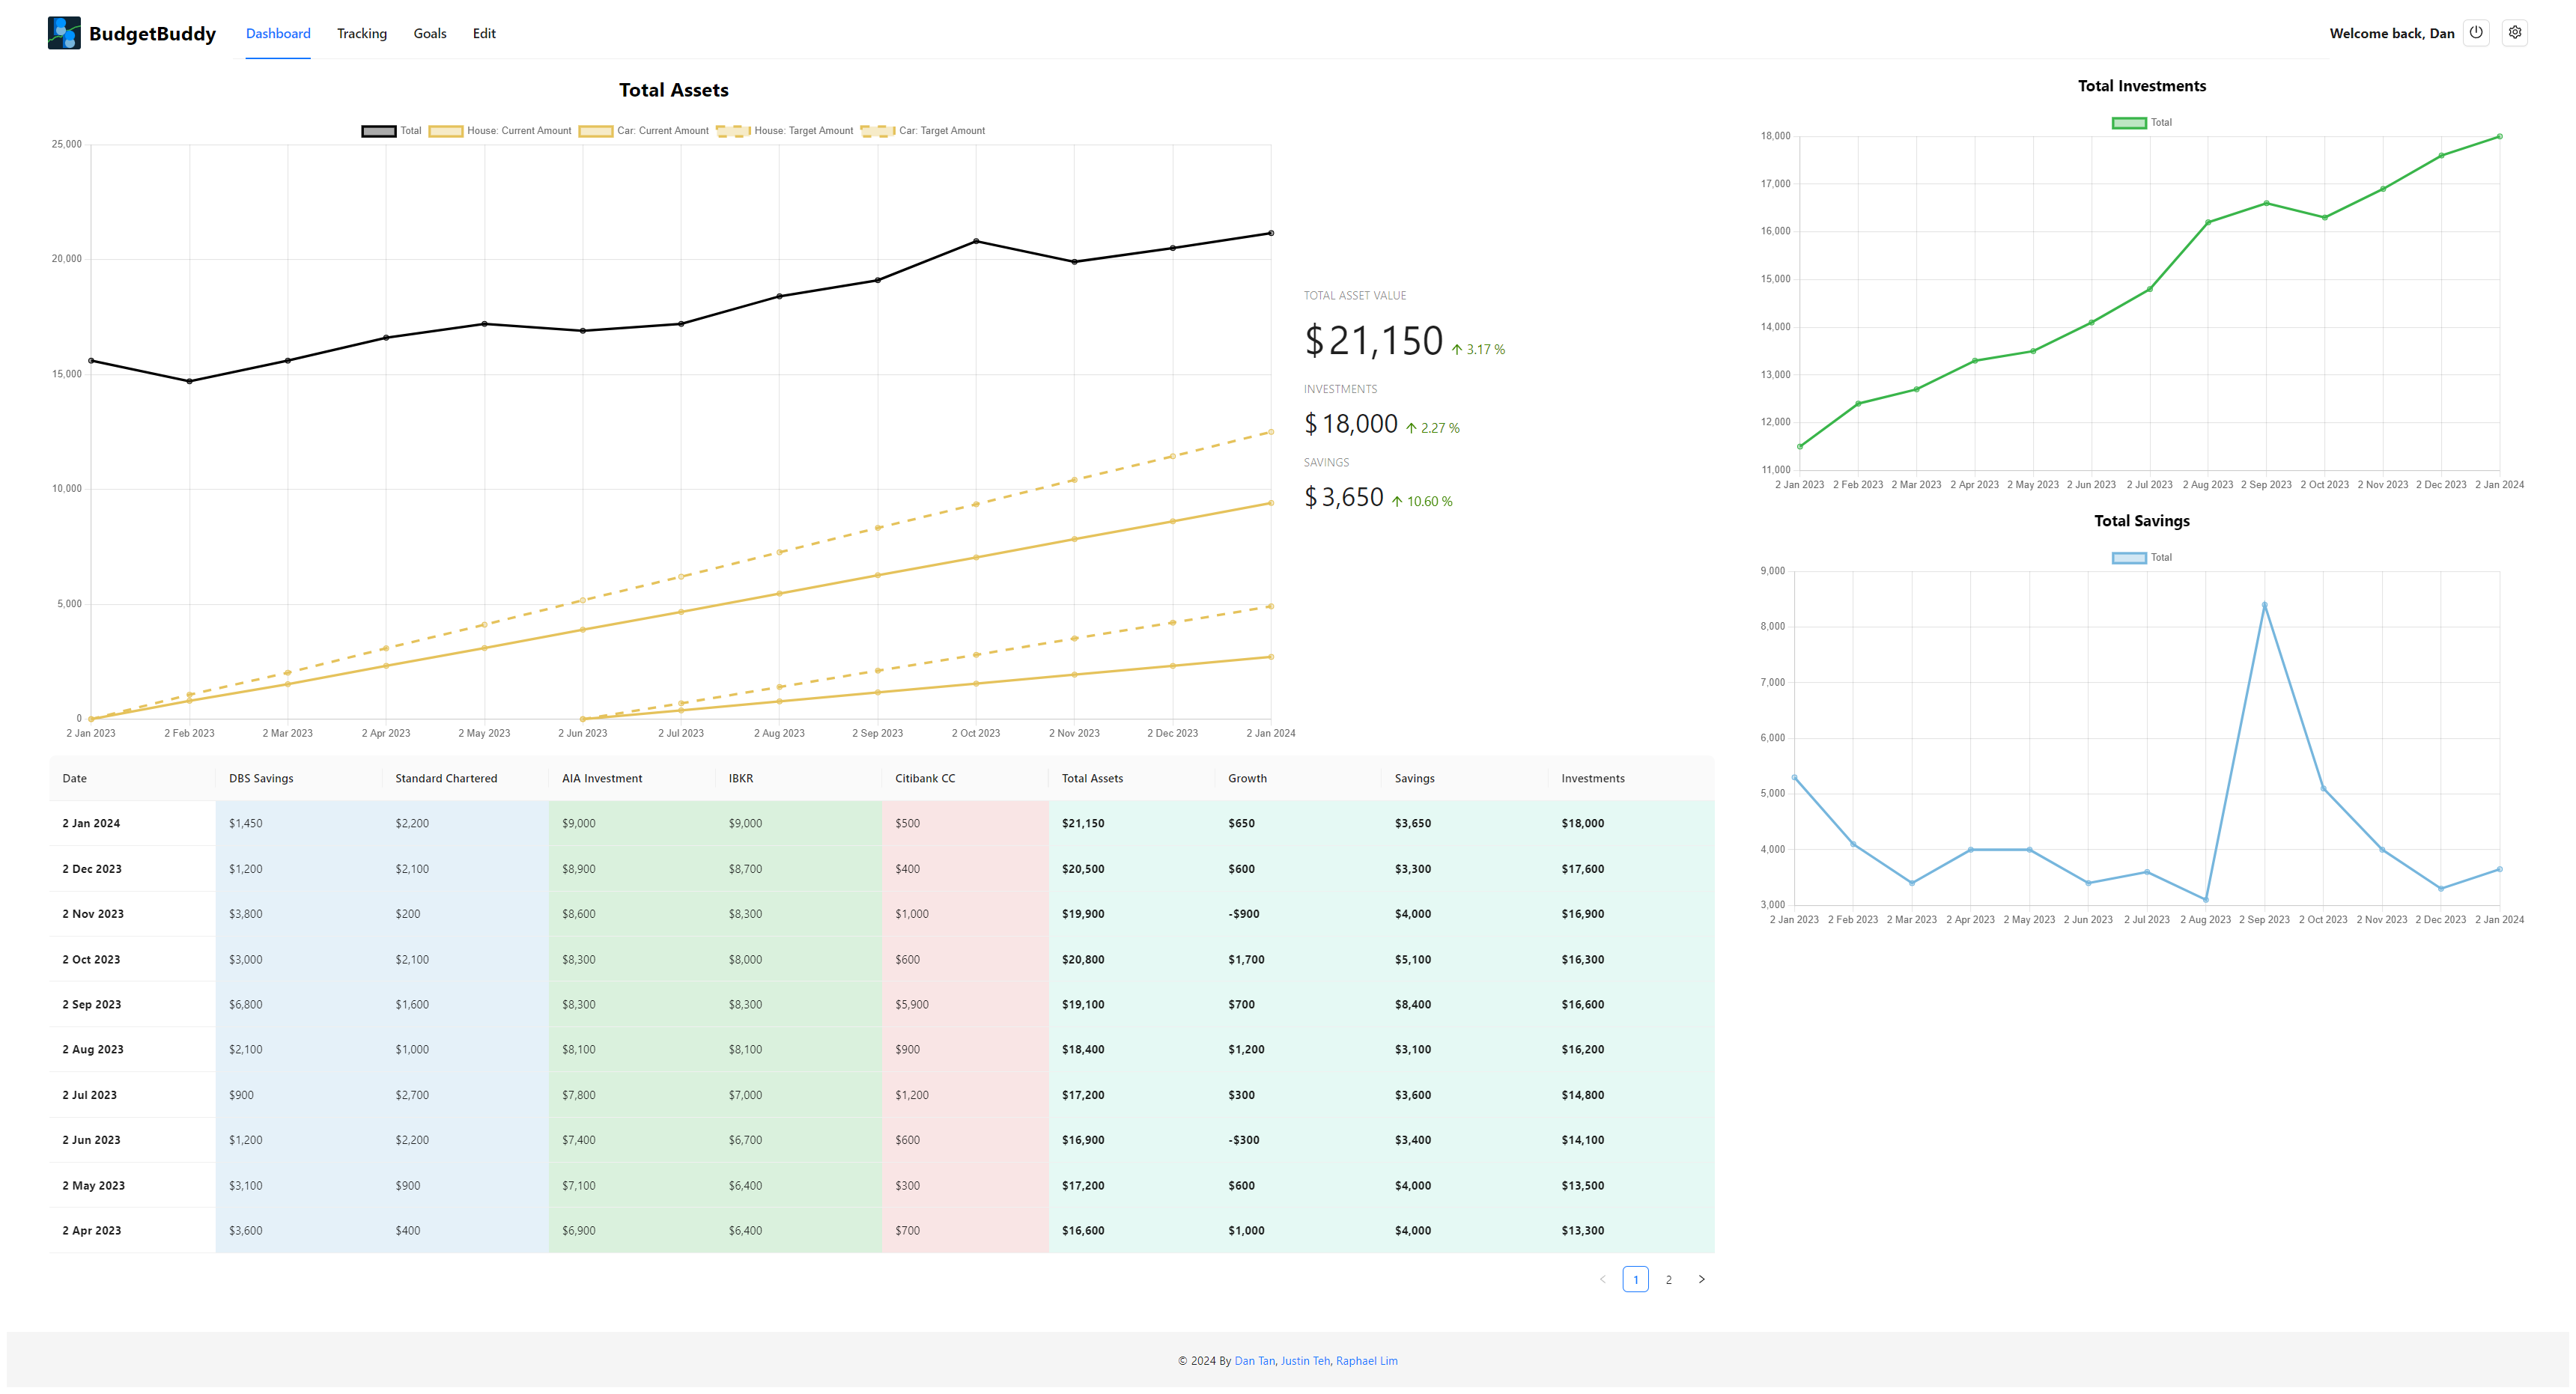 BudgetBuddy Dashboard Tracking Goals Edit Welcome back, Dan
Total Assets
Total House: Current Amount Car: Current Amount House: Target Amount Car: Target Amount
25,000
20,000
15,000
10,000
5,000
0
2 Jan 2023 2 Feb 2023 2 Mar 2023 2 Apr 2023 2 May 2023 2 Jun 2023 2 Jul 2023 2 Aug 2023 2 Sep 2023 2 Oct 2023 2 Nov 2023 2 Dec 2023 2 Jan 2024
TOTAL ASSET VALUE
$21,150 3.17 %
INVESTMENTS
$18,000 2.27 %
SAVINGS
$3,650 10.60 %
Total Investments
Total
18,000
17,000
16,000
15,000
14,000
13,000
12,000
11,000
2 Jan 2023 2 Feb 2023 2 Mar 2023 2 Apr 2023 2 May 2023 2 Jun 2023 2 Jul 2023 2 Aug 2023 2 Sep 2023 2 Oct 2023 2 Nov 2023 2 Dec 2023 2 Jan 2024
Total Savings
Total
9,000
8,000
7,000
6,000
5,000
4,000
3,000
2 Jan 2023 2 Feb 2023 2 Mar 2023 2 Apr 2023 2 May 2023 2 Jun 2023 2 Jul 2023 2 Aug 2023 2 Sep 2023 2 Oct 2023 2 Nov 2023 2 Dec 2023 2 Jan 2024
Date DBS Savings Standard Chartered AIA Investment IBKR Citibank CC Total Assets Growth Savings Investments
2 Jan 2024 $1,450 $2,200 $9,000 $9,000 $500 $21,150 $650 $3,650 $18,000
2 Dec 2023 $1,200 $2,100 $8,900 $8,700 $400 $20,500 $600 $3,300 $17,600
2 Nov 2023 $3,800 $200 $8,600 $8,300 $1,000 $19,900 -$900 $4,000 $16,900
2 Oct 2023 $3,000 $2,100 $8,300 $8,000 $600 $20,800 $1,700 $5,100 $16,300
2 Sep 2023 $6,800 $1,600 $8,300 $8,300 $5,900 $19,100 $700 $8,400 $16,600
2 Aug 2023 $2,100 $1,000 $8,100 $8,100 $900 $18,400 $1,200 $3,100 $16,200
2 Jul 2023 $900 $2,700 $7,800 $7,000 $1,200 $17,200 $300 $3,600 $14,800
2 Jun 2023 $1,200 $2,200 $7,400 $6,700 $600 $16,900 -$300 $3,400 $14,100
2 May 2023 $3,100 $900 $7,100 $6,400 $300 $17,200 $600 $4,000 $13,500
2 Apr 2023 $3,600 $400 $6,900 $6,400 $700 $16,600 $1,000 $4,000 $13,300
< 1 2 >
© 2024 By Dan Tan, Justin Teh, Raphael Lim